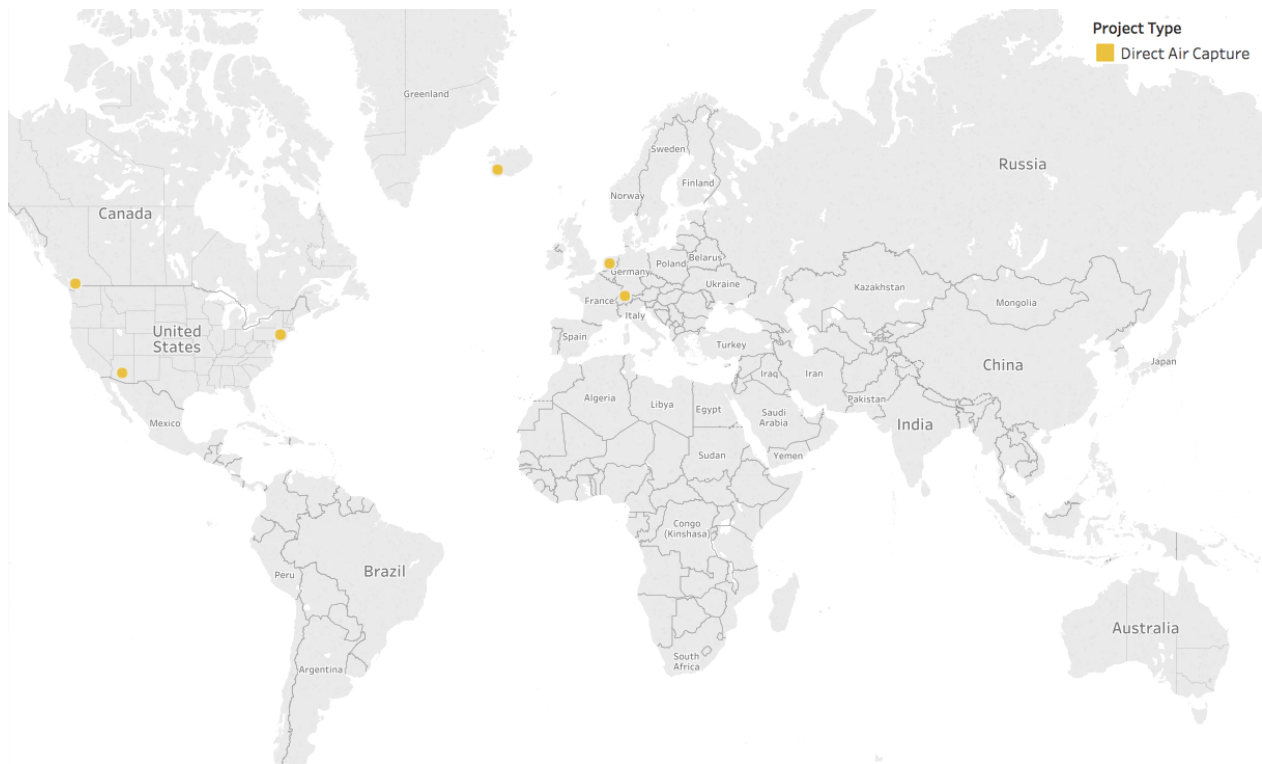 Project Type
Direct Air Capture
Greenland
Sweden
Russia
Finland
Norway
Canada
Poland
Belarus
Germany
Ukraine
Kazakhstan
France
Mongolia
Italy
United
States
Spain
Turkey
Japan
China
Iraq
Iran
Algeria
Pakistan
Libya
Egypt
Saudi
Arabia
Mexico
India
Sudan
Yemen
Congo
(Kinshasa)
Brazil
Peru
Australia
South
Africa
Argentina